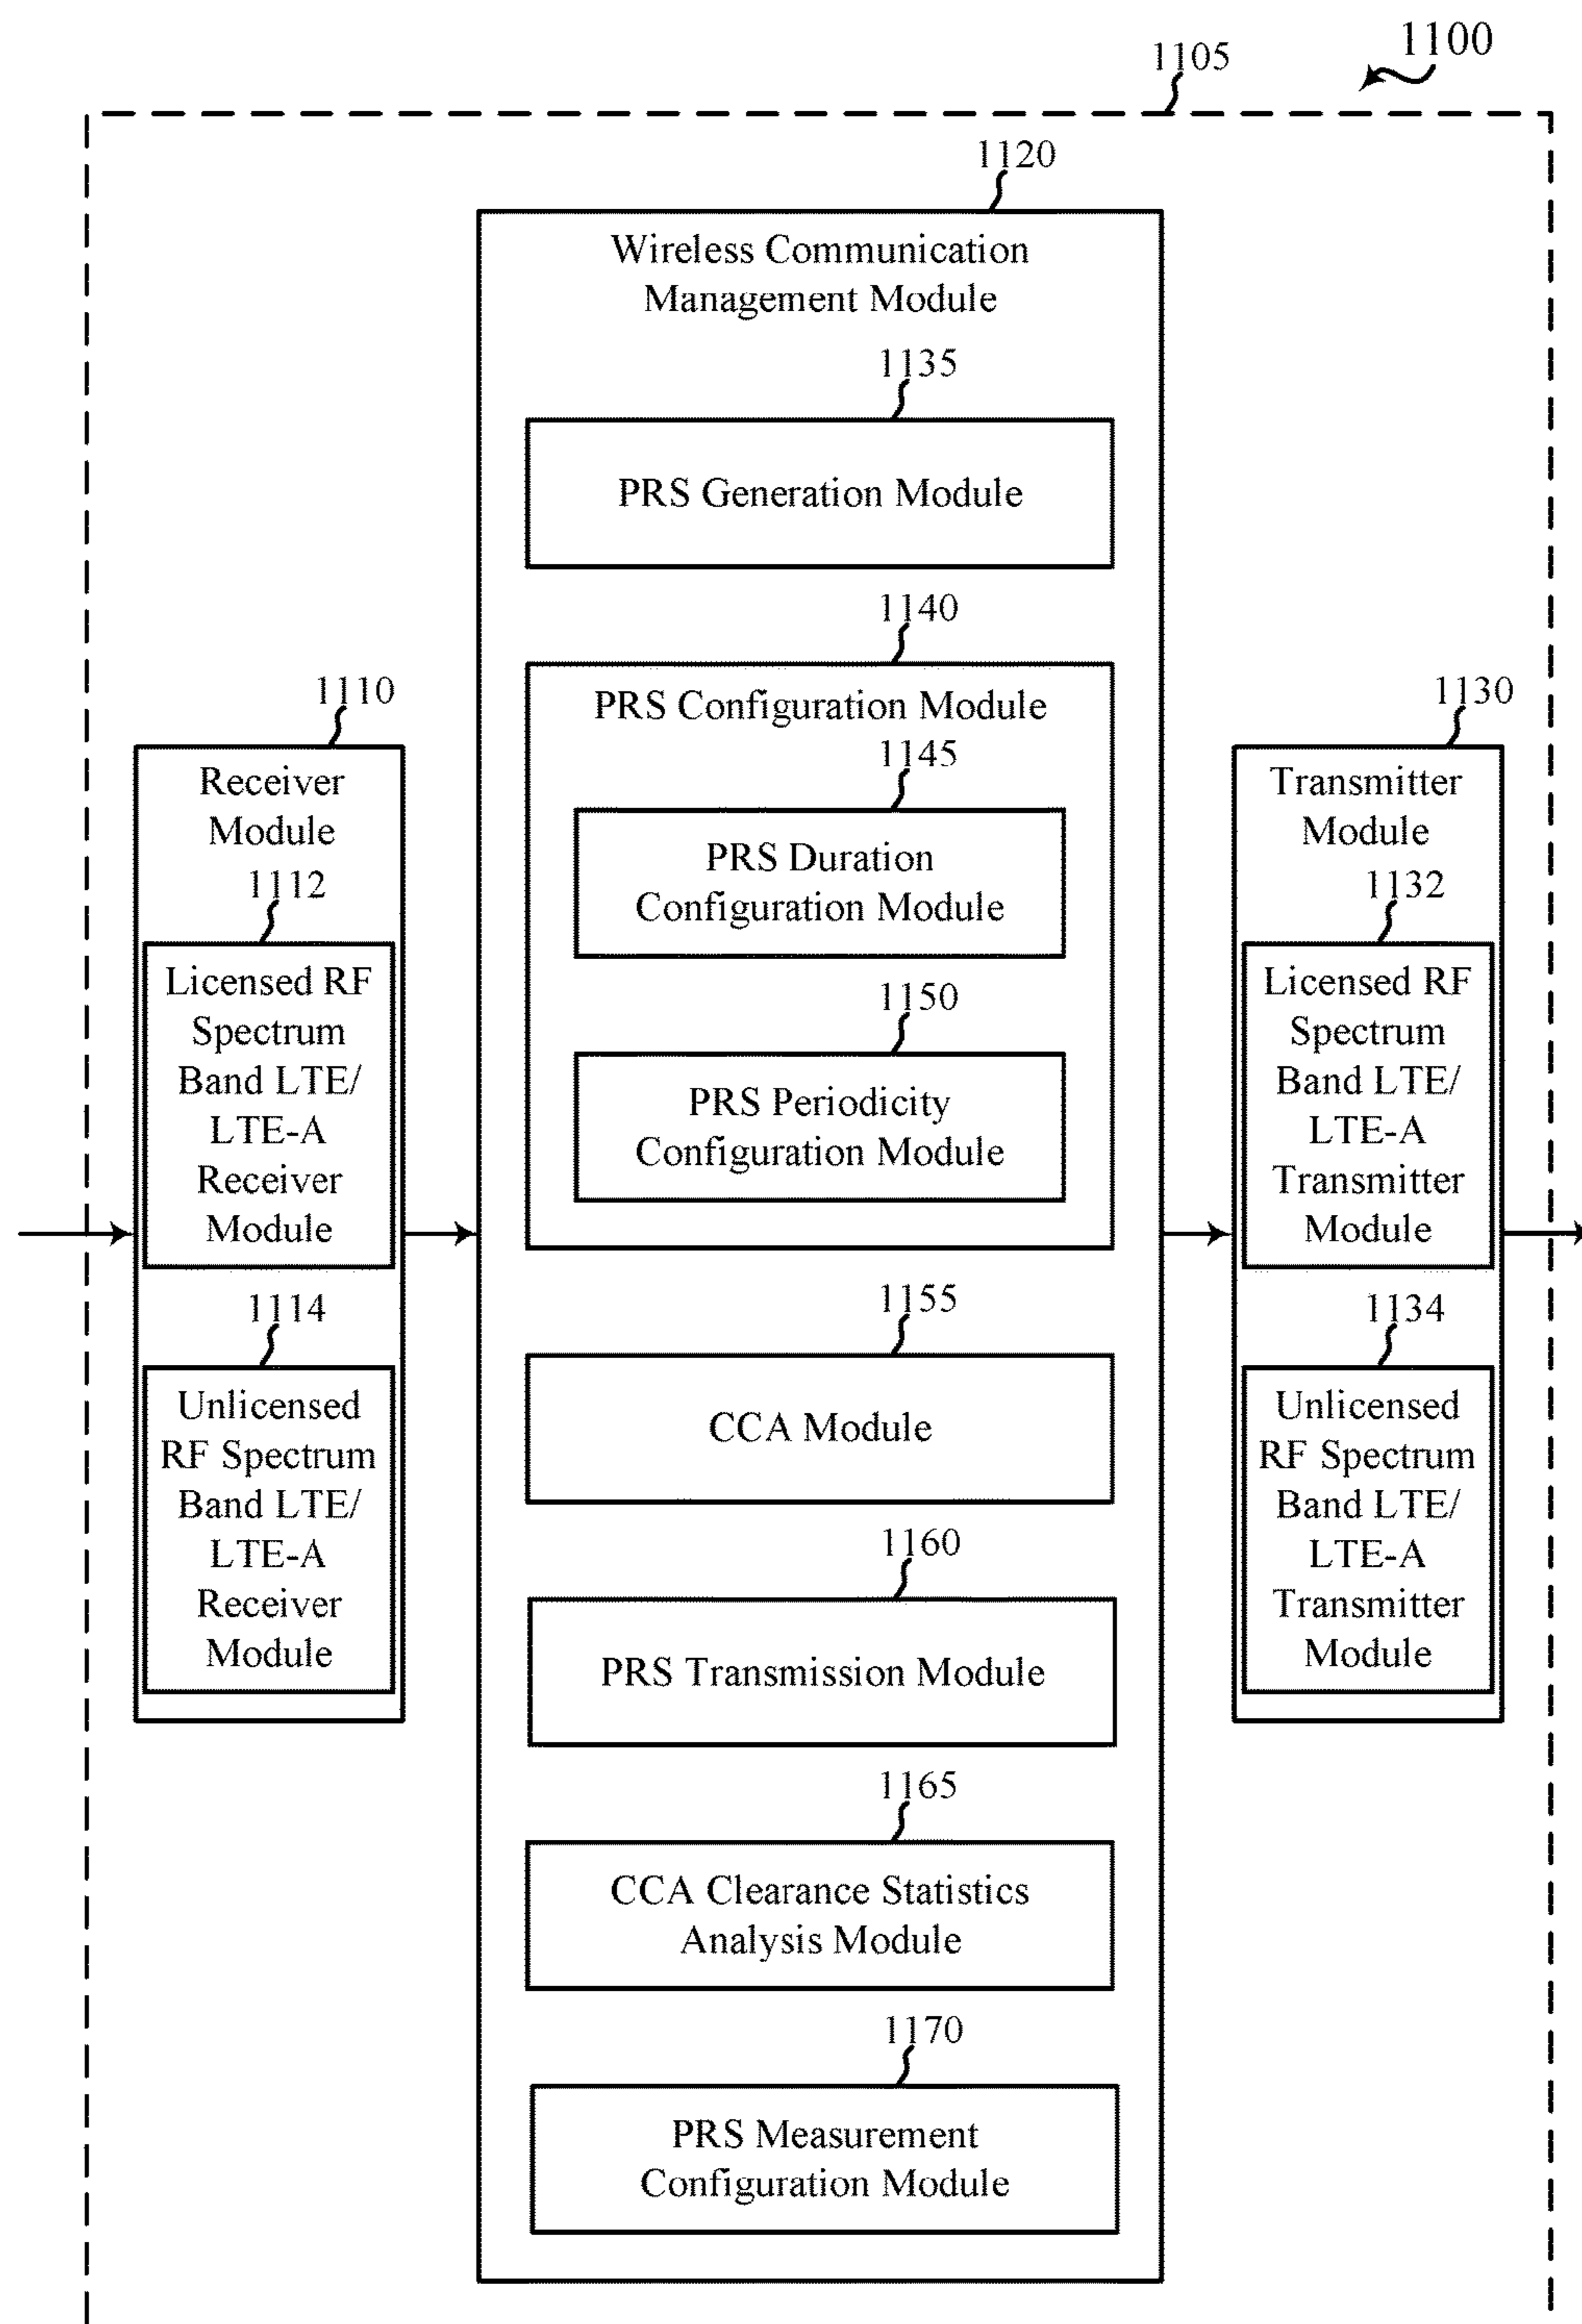 1100
1105
1120
Wireless Communication
Management Module
1135
PRS Generation Module
1140
PRS Configuration Module
1145
PRS Duration
Configuration Module
1150
PRS Periodicity
Configuration Module
1155
CCA Module
1160
PRS Transmission Module
1165
CCA Clearance Statistics
Analysis Module
1170
PRS Measurement
Configuration Module
1110
Receiver
Module
1112
Licensed RF
Spectrum
Band LTE/
LTE-A
Receiver
Module
1114
Unlicensed
RF Spectrum
Band LTE/
LTE-A
Receiver
Module
1130
Transmitter
Module
1132
Licensed RF
Spectrum
Band LTE/
LTE-A
Transmitter
Module
1134
Unlicensed
RF Spectrum
Band LTE/
LTE-A
Transmitter
Module